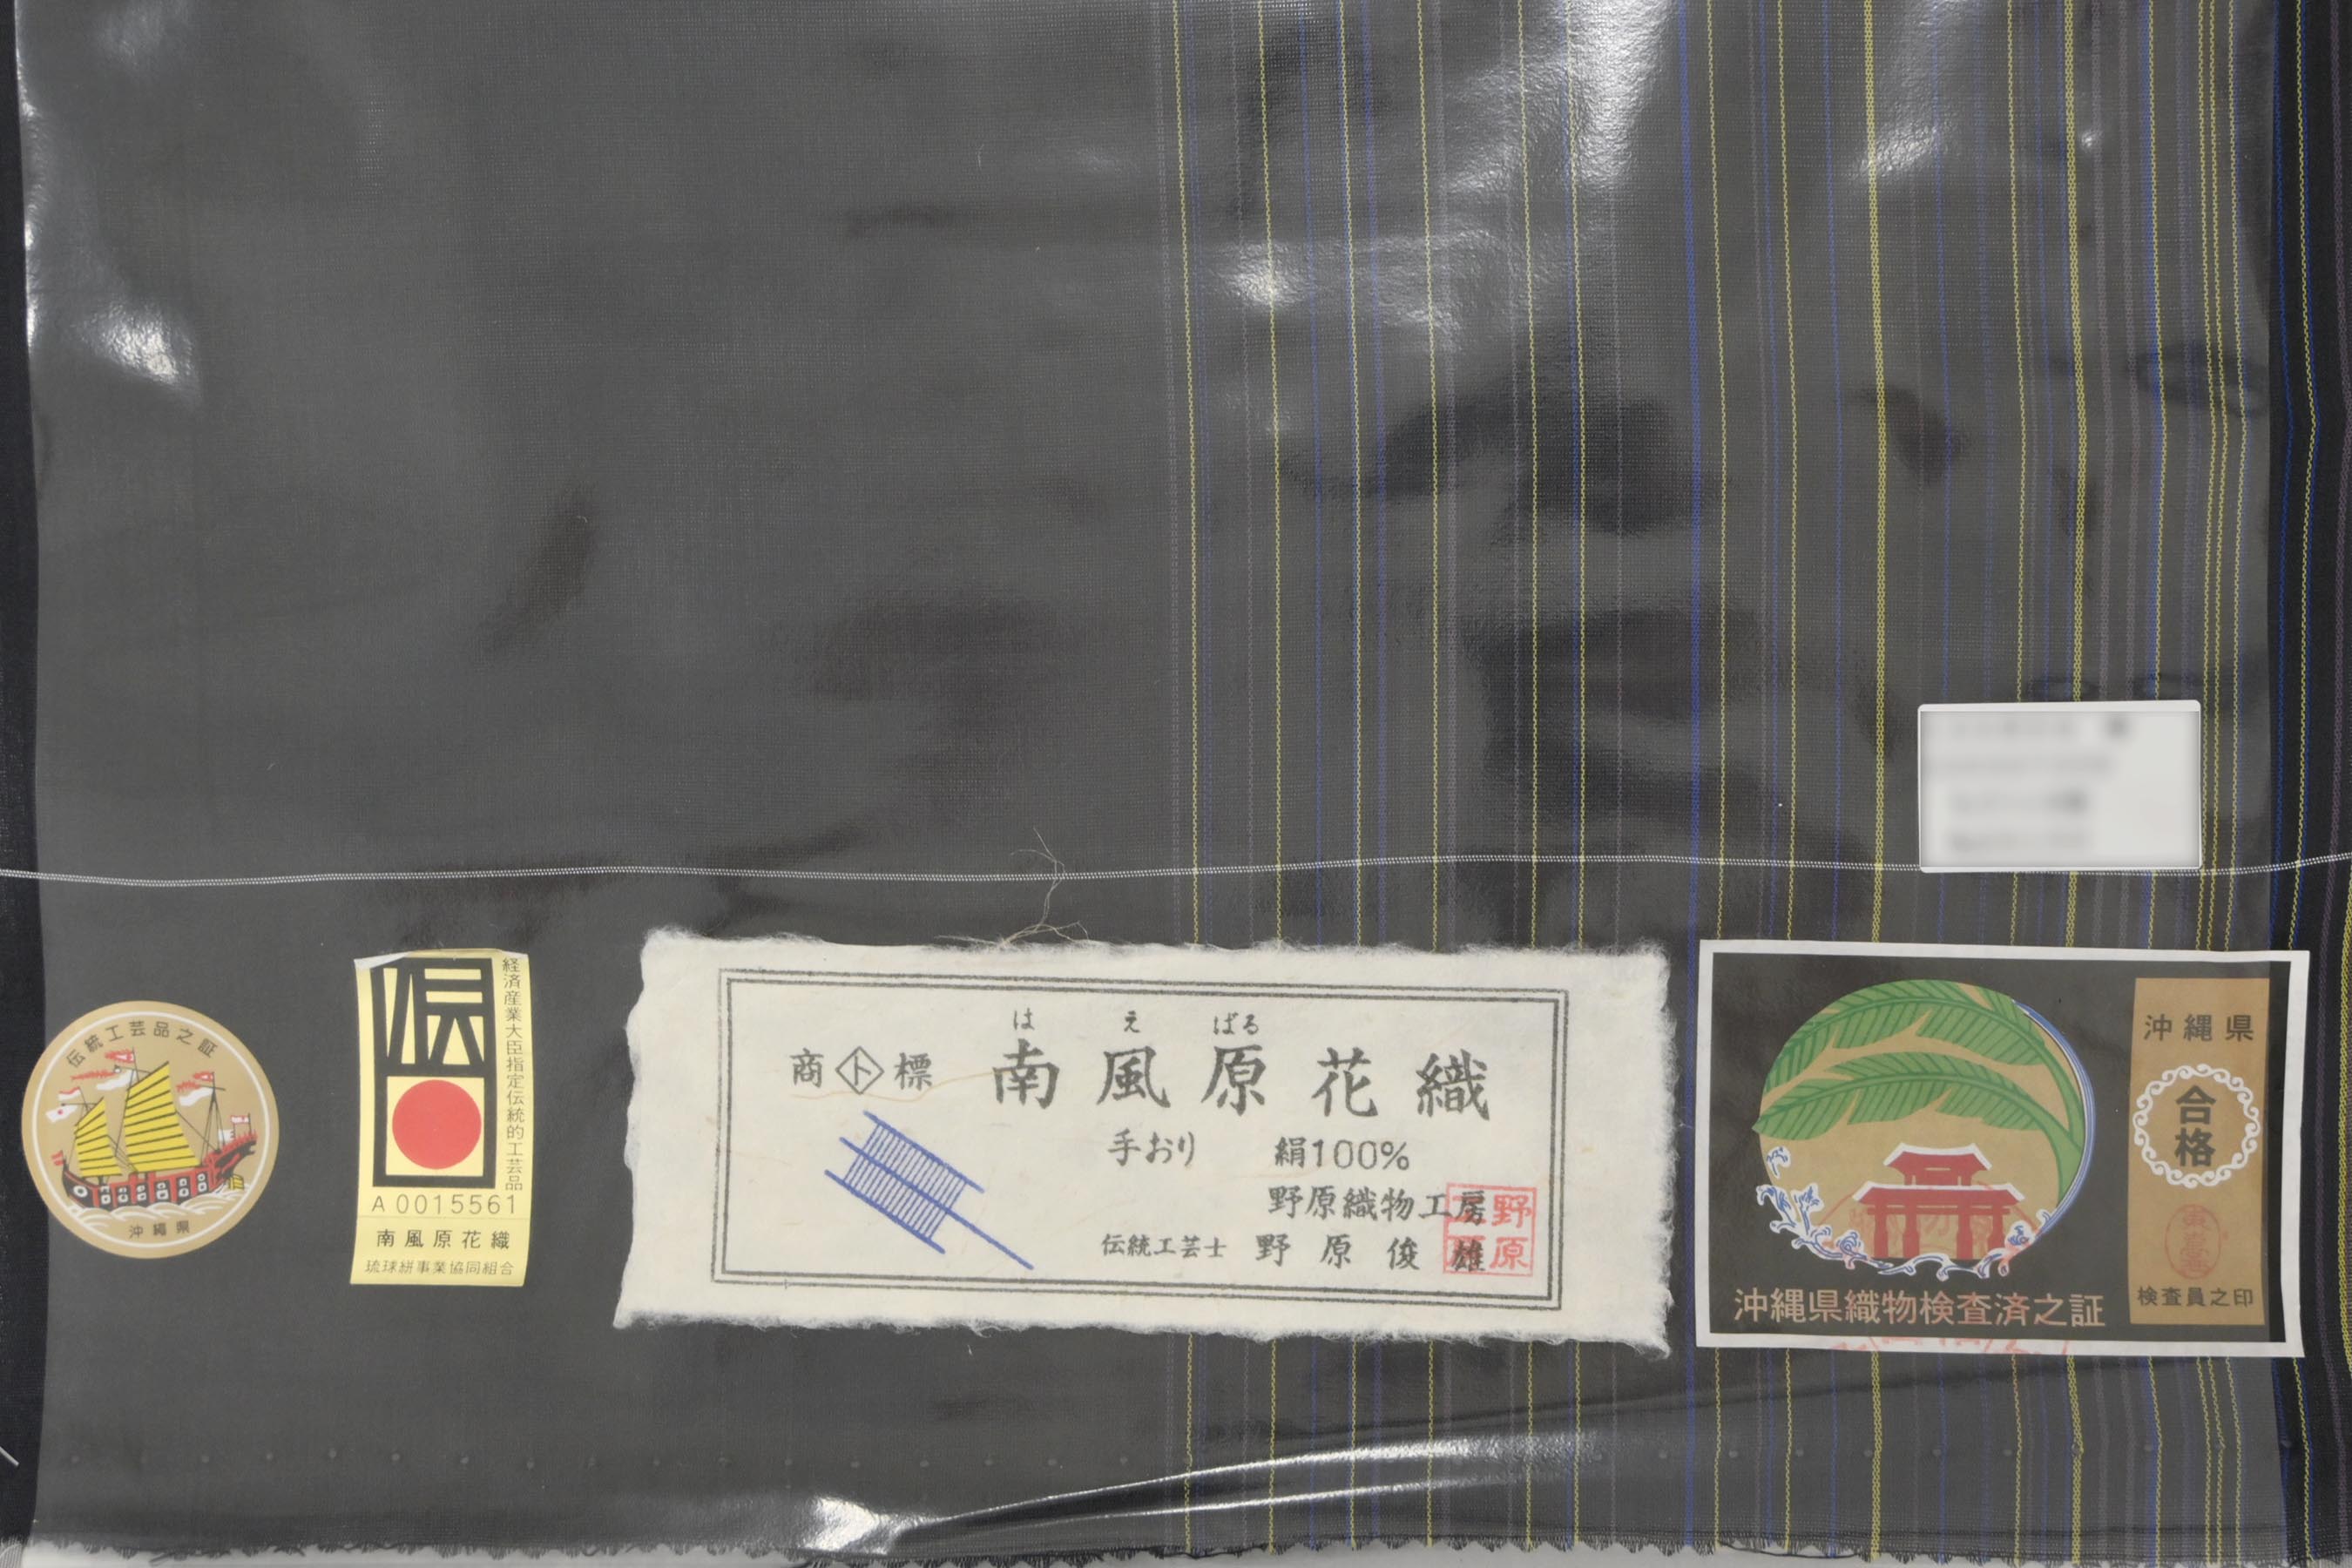 伝統工芸品之証
沖縄県
伝
経済産業大臣指定伝統的工芸品
A0015561
南風原花織
琉球絣事業協同組合
はえばる
商卜標 南風原花織
手おり 絹100%
野原織物工房
伝統工芸士 野原俊雄
野原
沖縄県織物検査済之証
沖縄県
合格
検査員之印